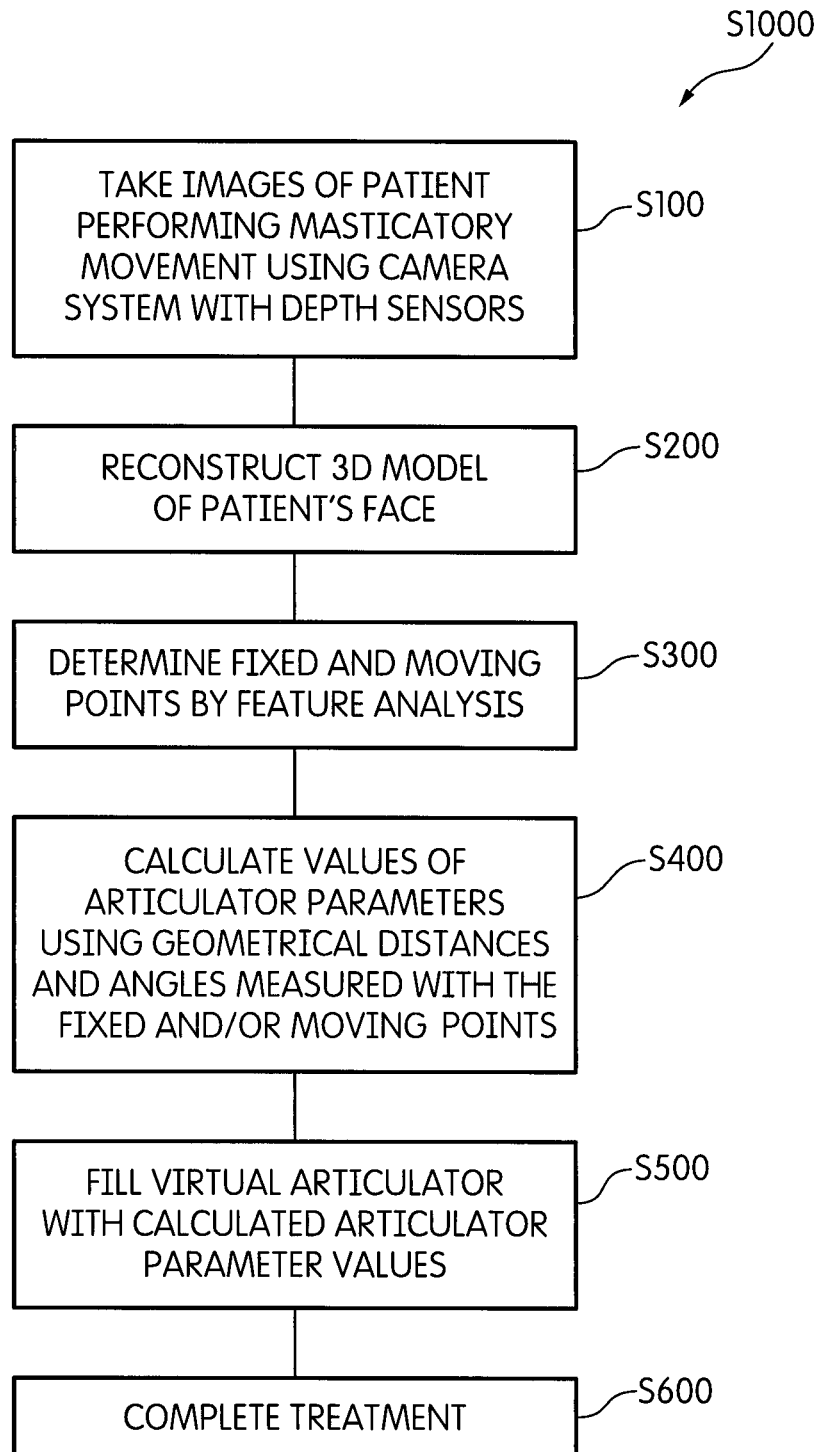 S1000
TAKE IMAGES OF PATIENT
PERFORMING MASTICATORY
MOVEMENT USING CAMERA
SYSTEM WITH DEPTH SENSORS
S100
RECONSTRUCT 3D MODEL
OF PATIENT'S FACE
S200
DETERMINE FIXED AND MOVING
POINTS BY FEATURE ANALYSIS
S300
CALCULATE VALUES OF
ARTICULATOR PARAMETERS
USING GEOMETRICAL DISTANCES
AND ANGLES MEASURED WITH THE
FIXED AND/OR MOVING POINTS
S400
FILL VIRTUAL ARTICULATOR
WITH CALCULATED ARTICULATOR
PARAMETER VALUES
S500
COMPLETE TREATMENT
S600